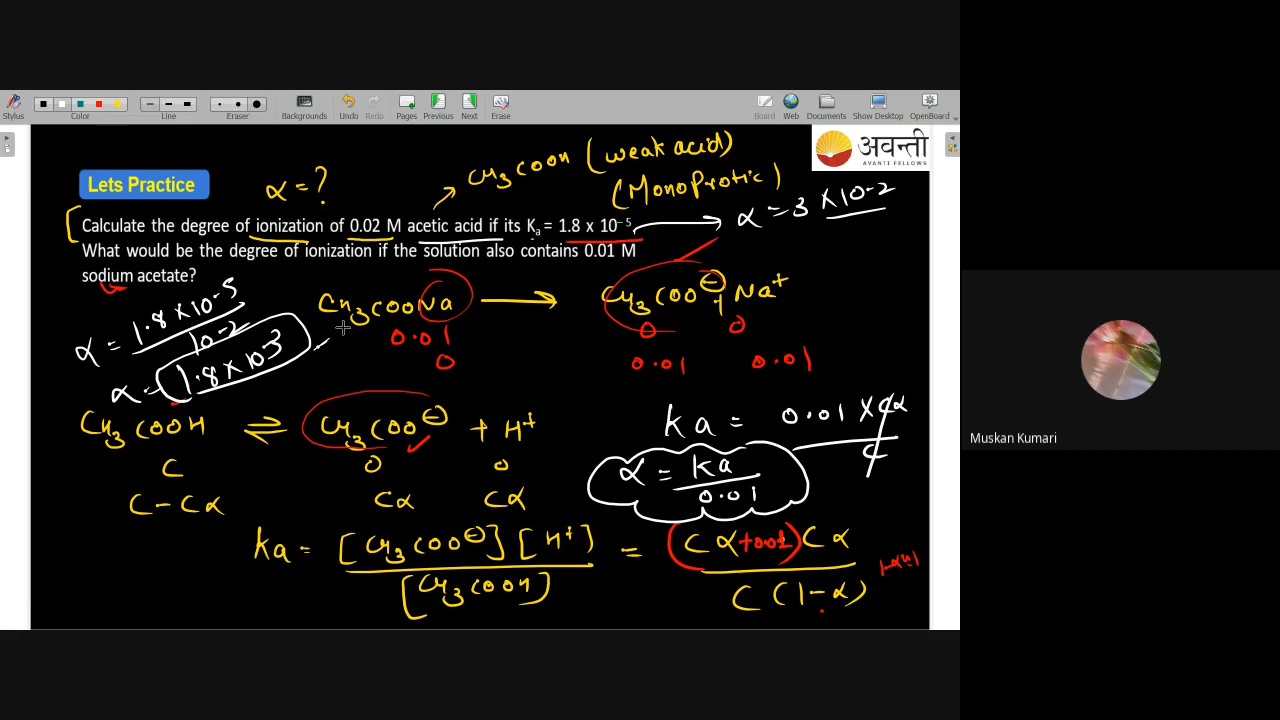 Stylus
Color
Line
Eraser
Backgrounds
Undo
Redo
Pages
Previous
Next
Erase
Board
Web
Documents
Show Desktop
OpenBoard
अवन्ती
AVANTI FELLOWS
CH3COOH (weak acid)
(MonoProtic)
Lets Practice
α = ?
Calculate the degree of ionization of 0.02 M acetic acid if its Ka = 1.8 x 10⁻⁵
α = 3 × 10-2
What would be the degree of ionization if the solution also contains 0.01 M
sodium acetate?
CH3COONa → CH3COO⊖ + Na+
0.01 0 0
0 0.01 0.01
α = 1.8 × 10-5 / 10-2
α = 1.8 × 103
CH3COOH ⇌ CH3COO⊖ + H+
C 0 0
C - Cα Cα Cα
Ka = 0.01 × Cα / C
α = Ka / 0.01
Ka = [CH3COO⊖] [H+] / [CH3COOH] = (Cα + 0.01) Cα / C (1 - α)
Muskan Kumari